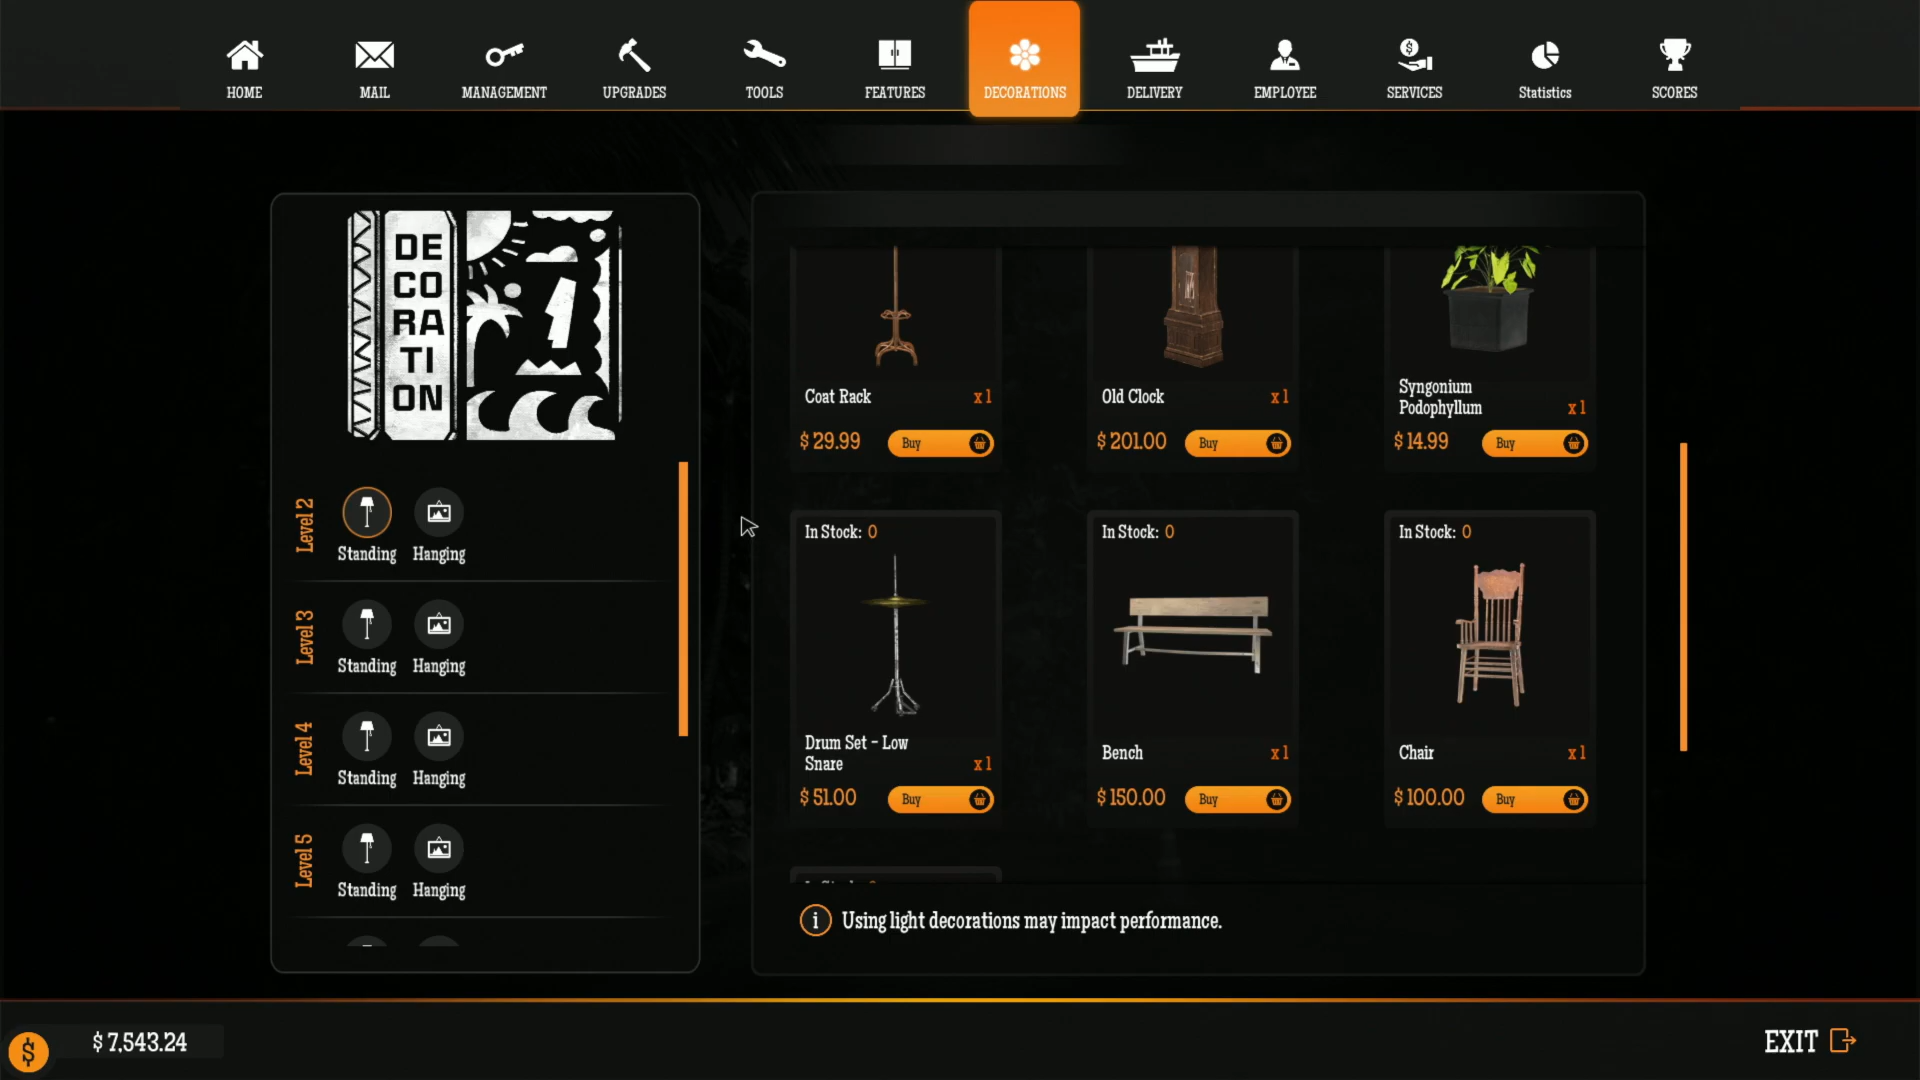 HOME
MAIL
MANAGEMENT
UPGRADES
TOOLS
FEATURES
DECORATIONS
DELIVERY
EMPLOYEE
SERVICES
Statistics
SCORES
DE
CO
RA
TI
ON
Level 2
Standing
Hanging
Level 3
Standing
Hanging
Level 4
Standing
Hanging
Level 5
Standing
Hanging
Coat Rack
x1
$ 29.99
Buy
Old Clock
x1
$ 201.00
Buy
Syngonium
Podophyllum
x1
$ 14.99
Buy
In Stock: 0
Drum Set - Low
Snare
x1
$ 51.00
Buy
In Stock: 0
Bench
x1
$ 150.00
Buy
In Stock: 0
Chair
x1
$ 100.00
Buy
Using light decorations may impact performance.
$ 7,543.24
EXIT